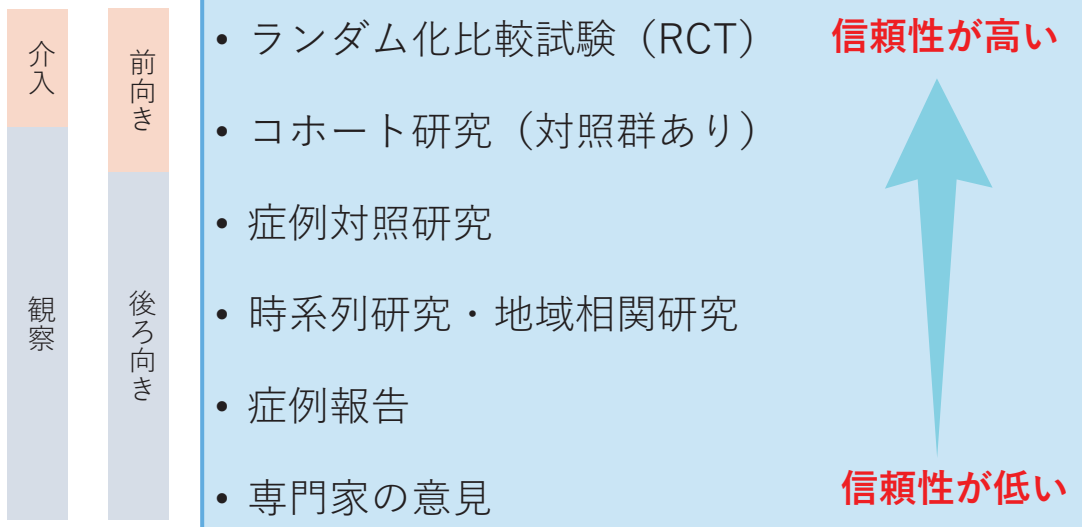 介入
観察
前向き
後ろ向き
• ランダム化比較試験（RCT）
• コホート研究（対照群あり）
• 症例対照研究
• 時系列研究・地域相関研究
• 症例報告
• 専門家の意見
信頼性が高い
信頼性が低い